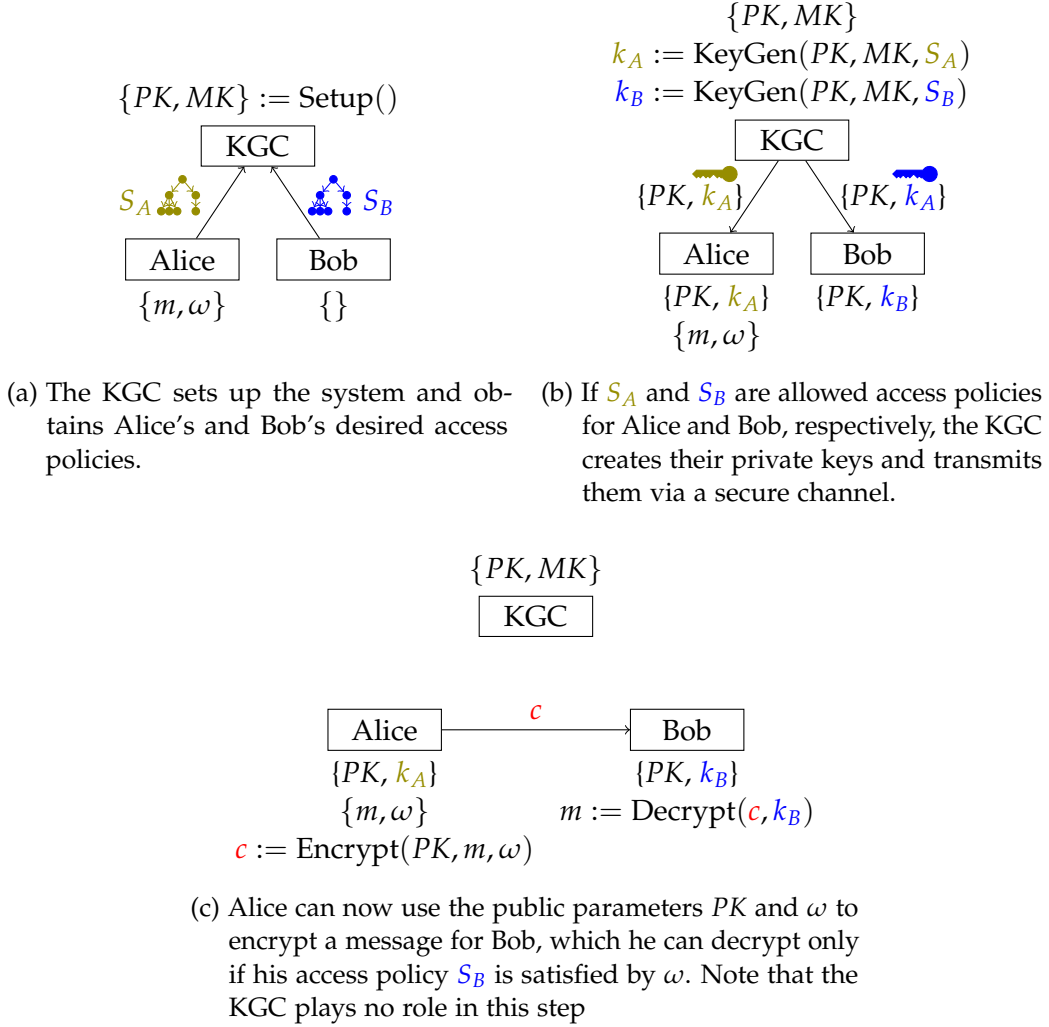 {PK, MK} := Setup()
KGC
S_A
S_B
Alice
Bob
{m, ω}
{}
(a) The KGC sets up the system and ob-
tains Alice's and Bob's desired access
policies.
{PK, MK}
k_A := KeyGen(PK, MK, S_A)
k_B := KeyGen(PK, MK, S_B)
KGC
{PK, k_A}
{PK, k_A}
Alice
Bob
{PK, k_A}
{PK, k_B}
{m, ω}
(b) If S_A and S_B are allowed access policies
for Alice and Bob, respectively, the KGC
creates their private keys and transmits
them via a secure channel.
{PK, MK}
KGC
c
Alice
Bob
{PK, k_A}
{PK, k_B}
{m, ω}
m := Decrypt(c, k_B)
c := Encrypt(PK, m, ω)
(c) Alice can now use the public parameters PK and ω to
encrypt a message for Bob, which he can decrypt only
if his access policy S_B is satisfied by ω. Note that the
KGC plays no role in this step